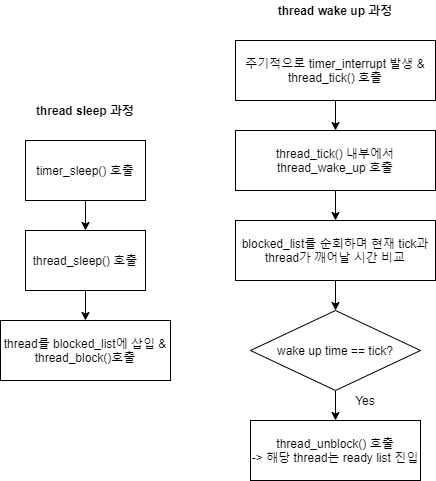 thread sleep 과정
timer_sleep() 호출
thread_sleep() 호출
thread를 blocked_list에 삽입 &
thread_block()호출
thread wake up 과정
주기적으로 timer_interrupt 발생 &
thread_tick() 호출
thread_tick() 내부에서
thread_wake_up 호출
blocked_list를 순회하며 현재 tick과
thread가 깨어날 시간 비교
wake up time == tick?
Yes
thread_unblock() 호출
-> 해당 thread는 ready list 진입